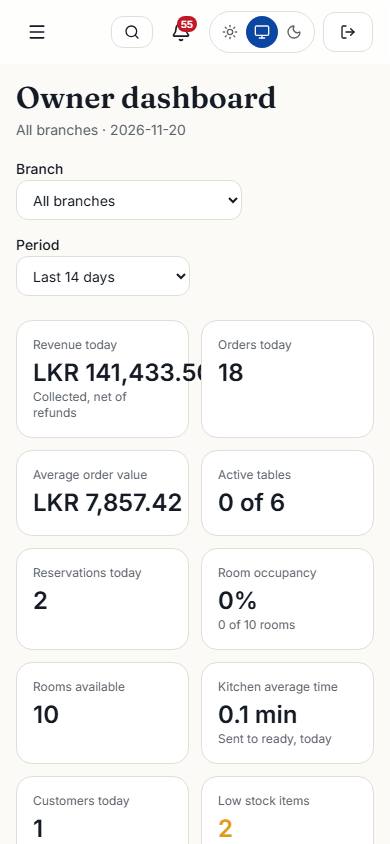 55
Owner dashboard
All branches · 2026-11-20
Branch
All branches
Period
Last 14 days
Revenue today
LKR 141,433.50
Collected, net of
refunds
Orders today
18
Average order value
LKR 7,857.42
Active tables
0 of 6
Reservations today
2
Room occupancy
0%
0 of 10 rooms
Rooms available
10
Kitchen average time
0.1 min
Sent to ready, today
Customers today
1
Low stock items
2